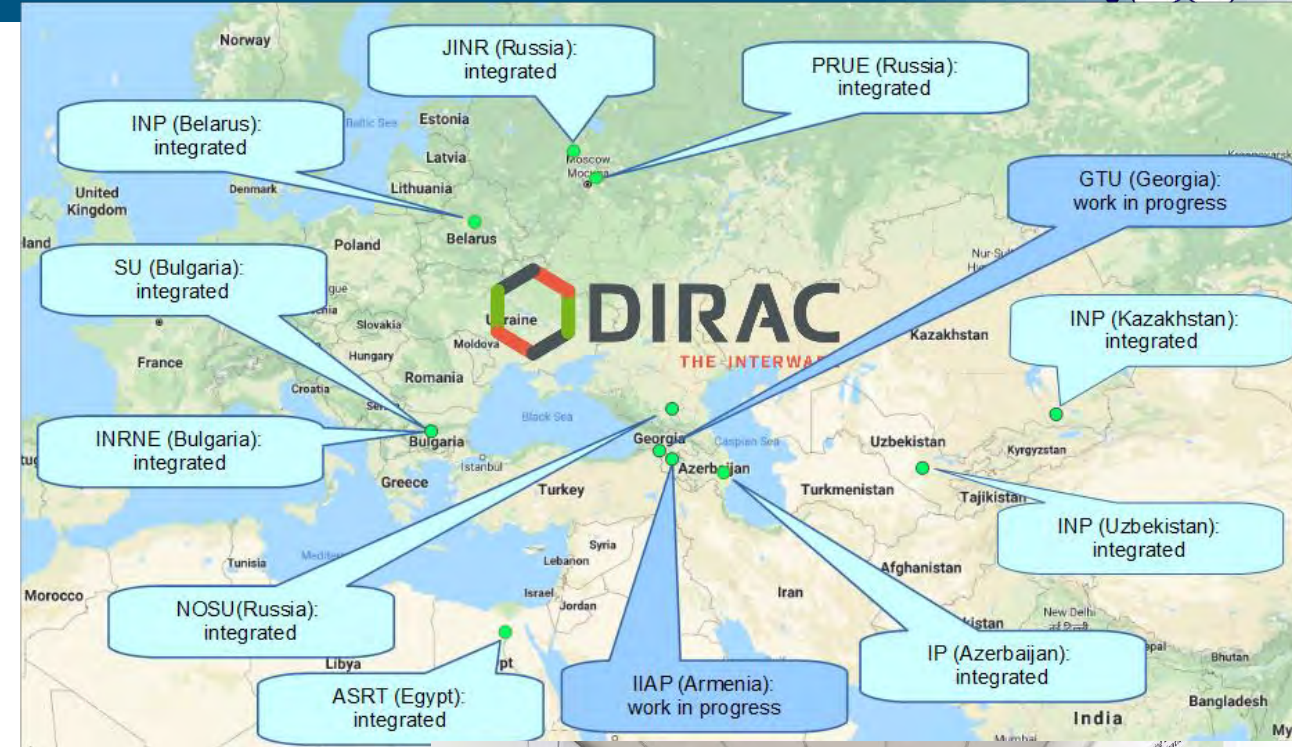 Norway
JINR (Russia):
integrated
PRUE (Russia):
integrated
INP (Belarus):
integrated
Baltic Sea
Estonia
Latvia
Moscow
Lithuania
Denmark
United
Kingdom
GTU (Georgia):
work in progress
Belarus
Poland
SU (Bulgaria):
integrated
Slovakia
Moldova
DIRAC
THE INTERWA
Kazakhstan
INP (Kazakhstan):
integrated
France
Hungary
Romania
Croatia
Black Sea
INRNE (Bulgaria):
integrated
Bulgaria
Georgia
Caspian Sea
Uzbekistan
Kyrgyzstan
Istanbul
Azerbaijan
Greece
Turkey
Turkmenistan
Tajikistan
INP (Uzbekistan):
integrated
Syria
Tunisia
Lebanon
Afghanistan
Morocco
Israel
Iran
Jordan
NOSU(Russia):
integrated
New Delhi
IP (Azerbaijan):
integrated
Libya
Bhutan
IIAP (Armenia):
work in progress
ASRT (Egypt):
integrated
Bangladesh
India